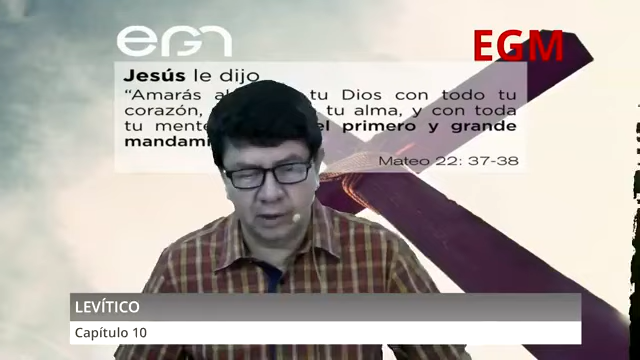 egm
EGM
Jesús le dijo
“Amarás al tu Dios con todo tu
corazón, tu alma, y con toda
tu mente el primero y grande
mandami
Mateo 22: 37-38
LEVÍTICO
Capítulo 10